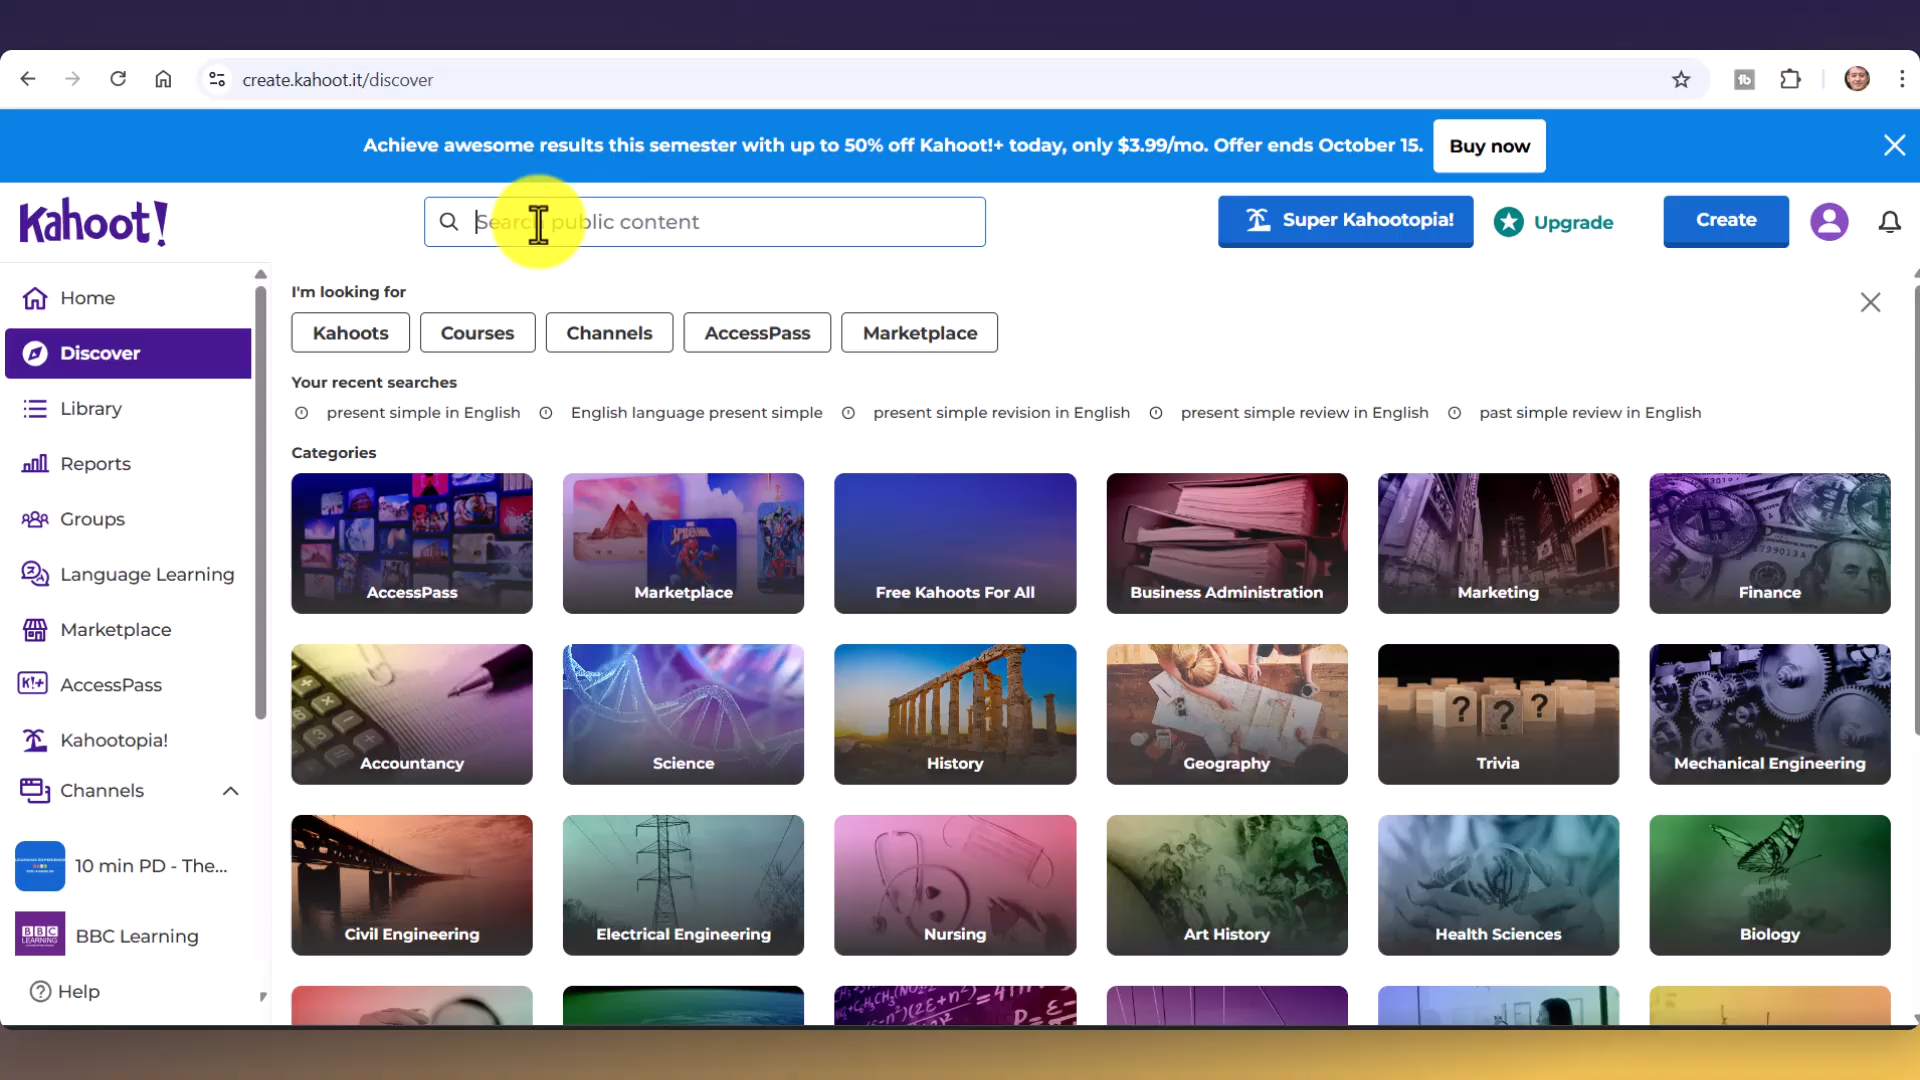 create.kahoot.it/discover
Achieve awesome results this semester with up to 50% off Kahoot!+ today, only $3.99/mo. Offer ends October 15.
Buy now
Kahoot!
Search public content
Super Kahootopia!
Upgrade
Create
Home
Discover
Library
Reports
Groups
Language Learning
Marketplace
K!+ AccessPass
Kahootopia!
Channels
10 min PD - The...
BBC LEARNING
BBC Learning
Help
I'm looking for
Kahoots
Courses
Channels
AccessPass
Marketplace
Your recent searches
present simple in English
English language present simple
present simple revision in English
present simple review in English
past simple review in English
Categories
AccessPass
SPIDER-MAN
Marketplace
Free Kahoots For All
Business Administration
Marketing
Finance
Accountancy
Science
History
Geography
? ? ?
Trivia
Mechanical Engineering
Civil Engineering
Electrical Engineering
Nursing
Art History
Health Sciences
Biology